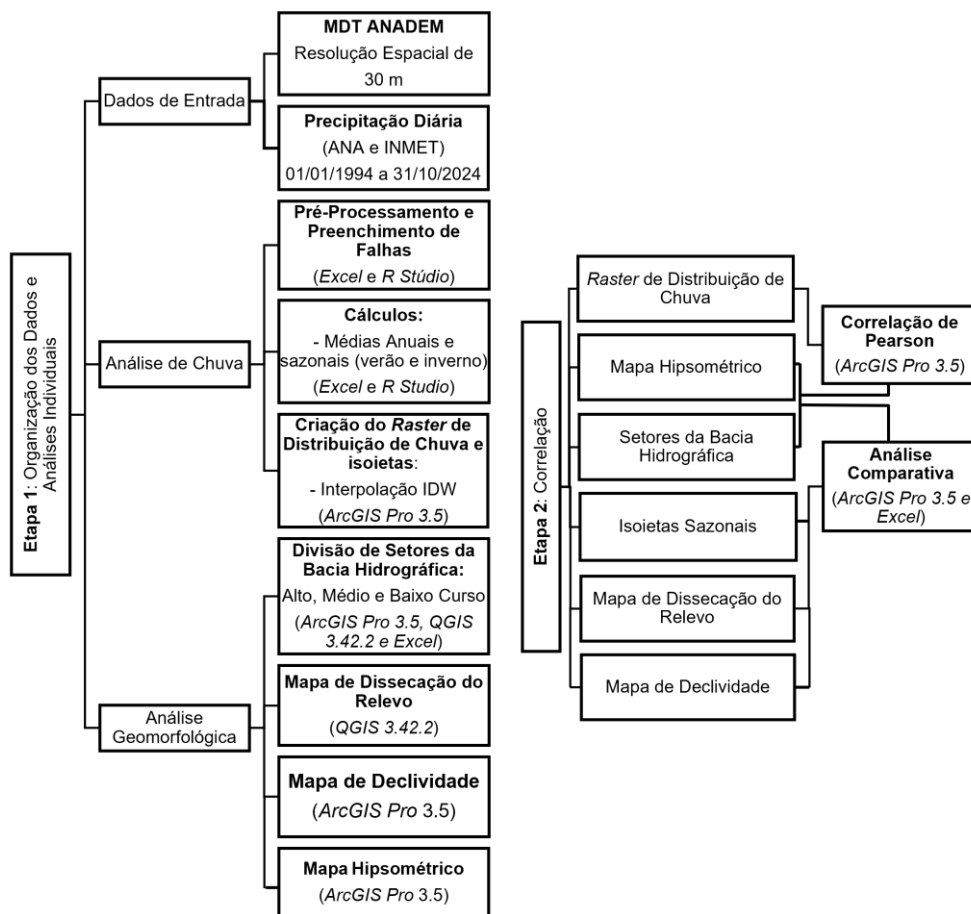 Etapa 1: Organização dos Dados e
Análises Individuais
Dados de Entrada
MDT ANADEM
Resolução Espacial de
30 m
Precipitação Diária
(ANA e INMET)
01/01/1994 a 31/10/2024
Análise de Chuva
Pré-Processamento e
Preenchimento de
Falhas
(Excel e R Stúdio)
Cálculos:
- Médias Anuais e
sazonais (verão e inverno)
(Excel e R Studio)
Criação do Raster de
Distribuição de Chuva e
isoietas:
- Interpolação IDW
(ArcGIS Pro 3.5)
Análise
Geomorfológica
Divisão de Setores da
Bacia Hidrográfica:
Alto, Médio e Baixo Curso
(ArcGIS Pro 3.5, QGIS
3.42.2 e Excel)
Mapa de Dissecação do
Relevo
(QGIS 3.42.2)
Mapa de Declividade
(ArcGIS Pro 3.5)
Mapa Hipsométrico
(ArcGIS Pro 3.5)
Etapa 2: Correlação
Raster de Distribuição de
Chuva
Mapa Hipsométrico
Setores da Bacia
Hidrográfica
Isoietas Sazonais
Mapa de Dissecação do
Relevo
Mapa de Declividade
Correlação de
Pearson
(ArcGIS Pro 3.5)
Análise
Comparativa
(ArcGIS Pro 3.5 e
Excel)